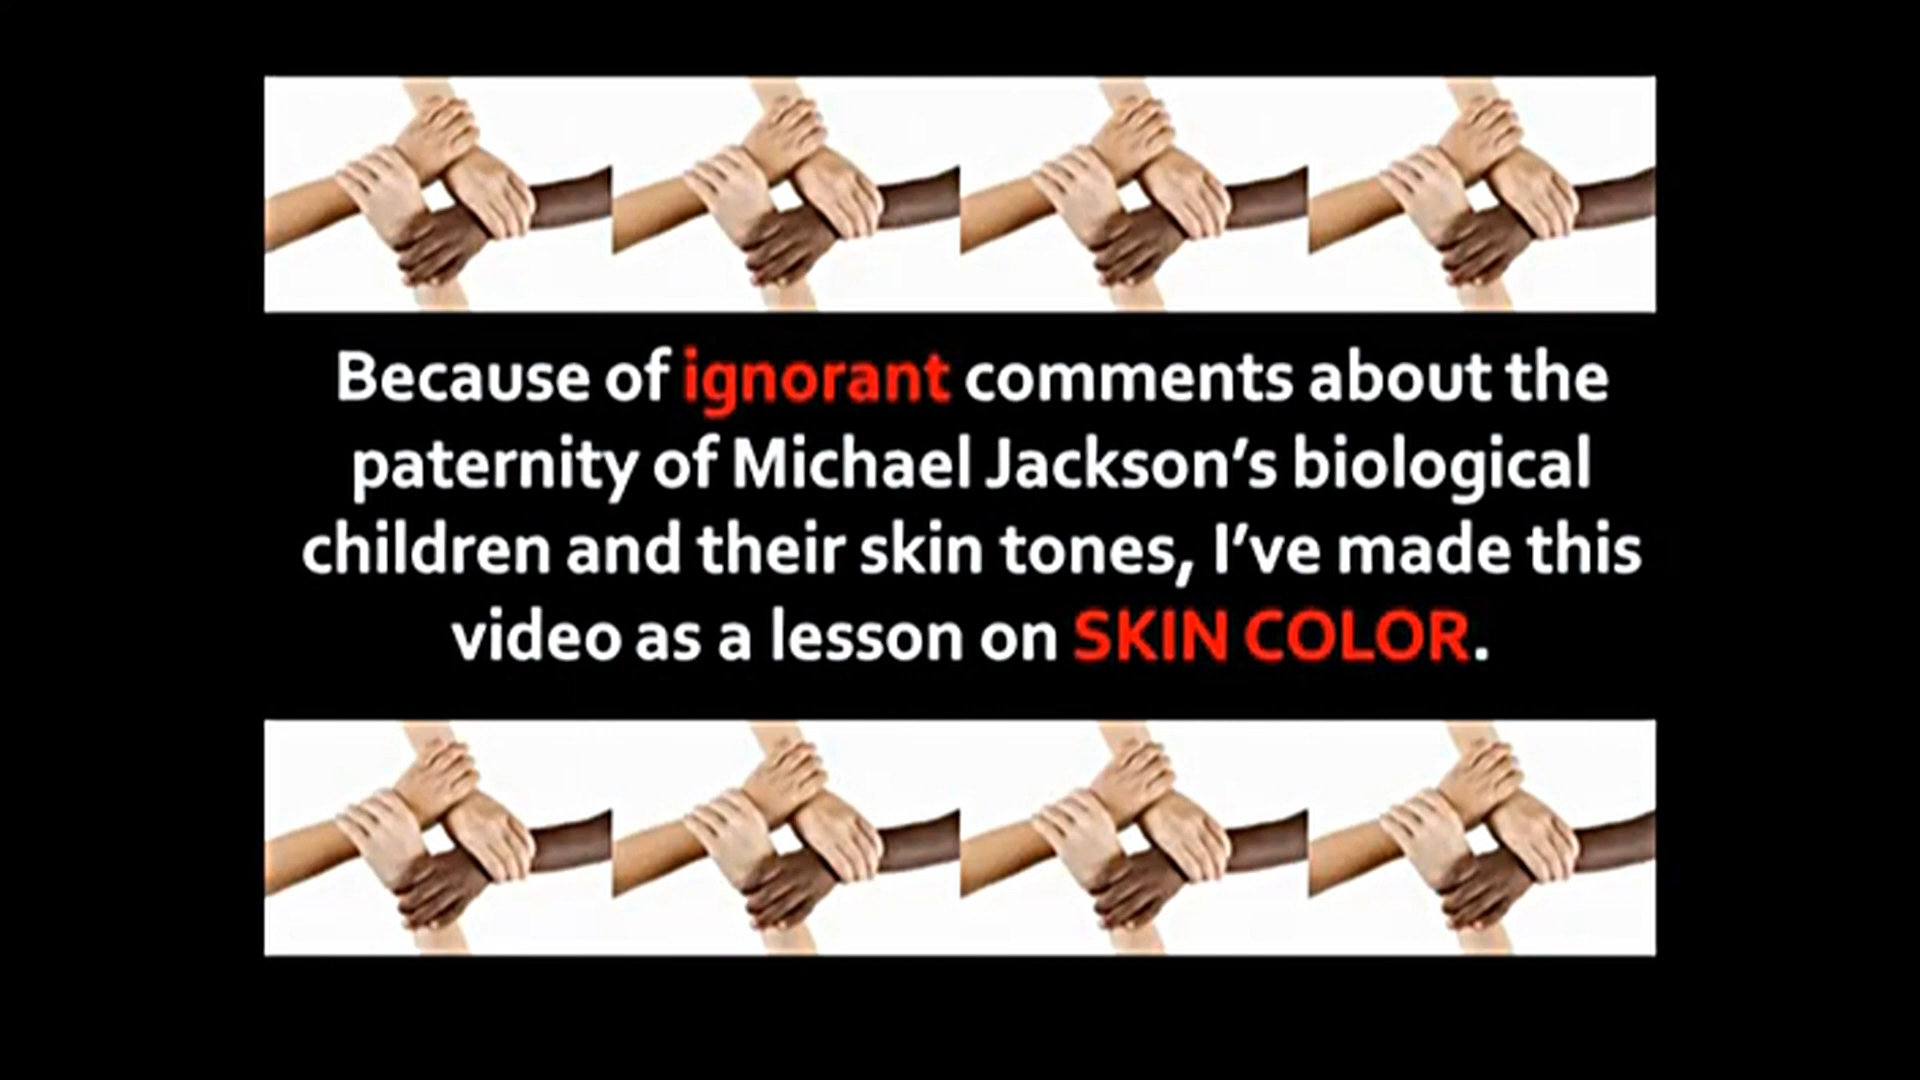 Because of ignorant comments about the
paternity of Michael Jackson’s biological
children and their skin tones, I’ve made this
video as a lesson on SKIN COLOR.